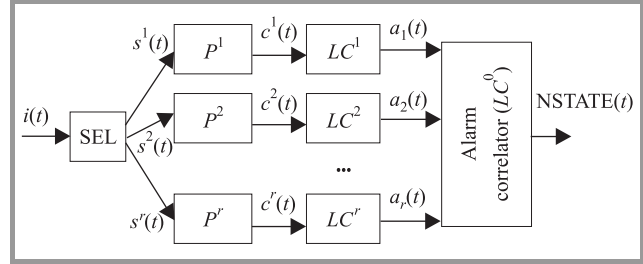 i(t)
SEL
s¹(t)
P¹
c¹(t)
LC¹
a₁(t)
s²(t)
P²
c²(t)
LC²
a₂(t)
...
sʳ(t)
Pʳ
cʳ(t)
LCʳ
aᵣ(t)
Alarm
correlator (LC⁰)
NSTATE(t)